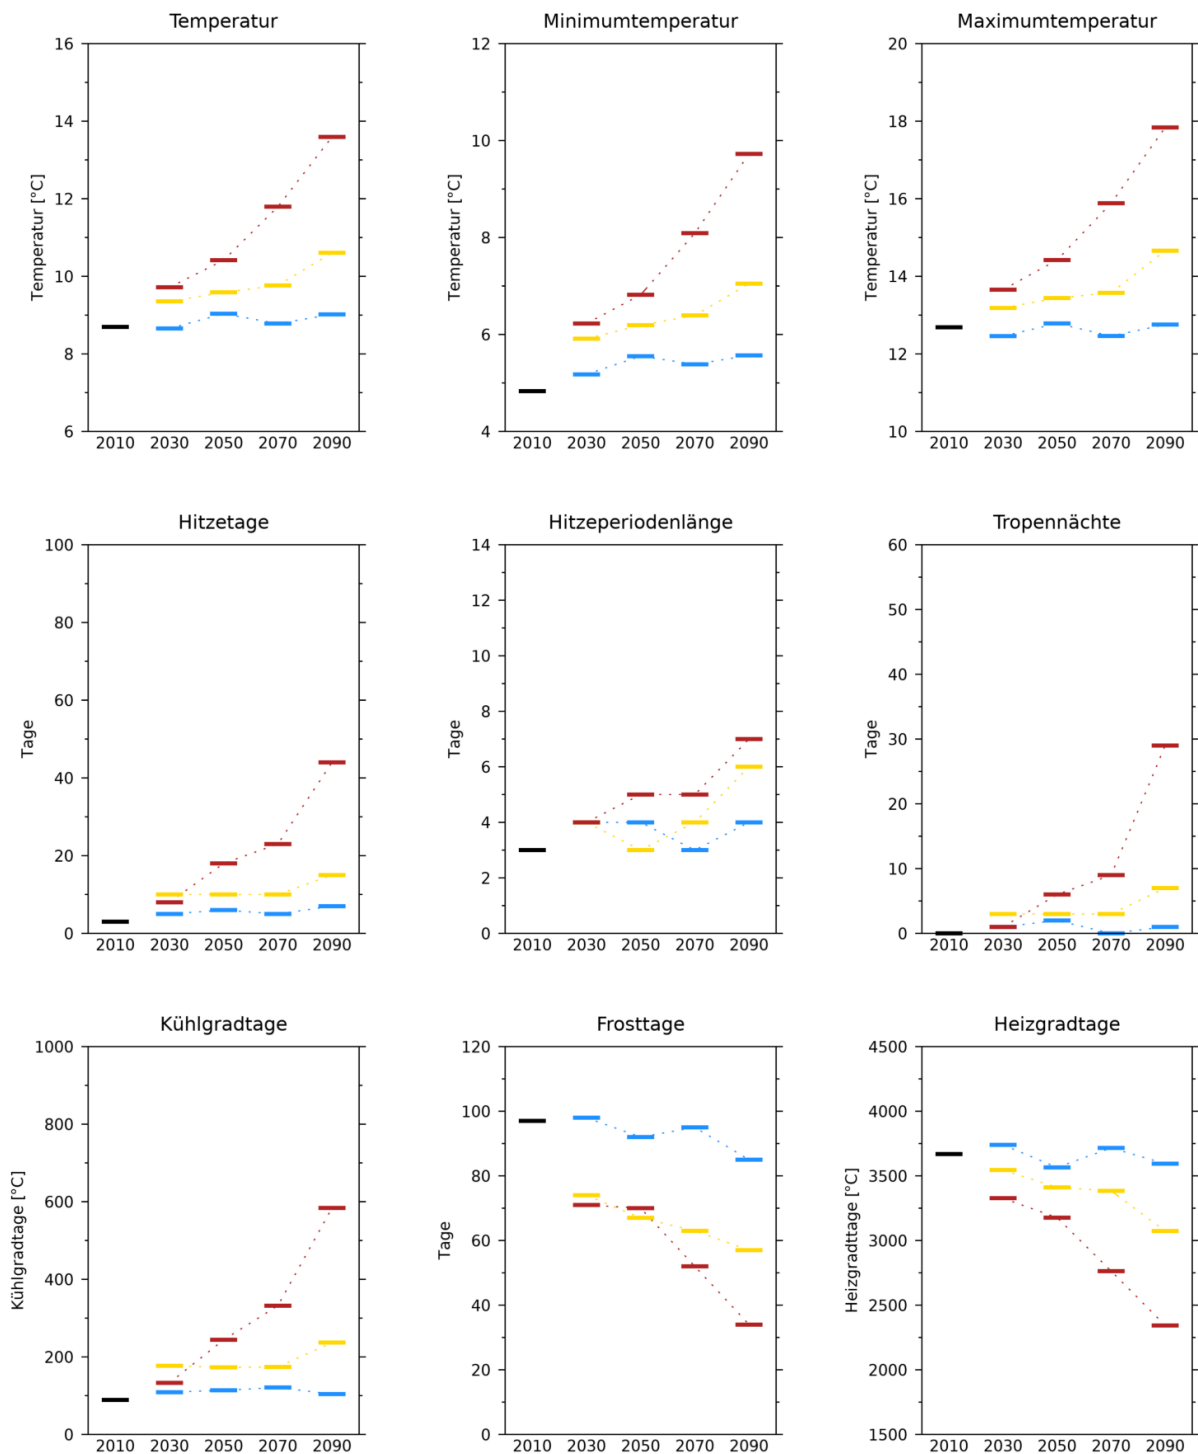 Temperatur Minimumtemperatur Maximumtemperatur
16 12 20
14 10 18
12 8 16
10 6 14
8 4 12
6 10
Temperatur [°C] Temperatur [°C] Temperatur [°C]
2010 2030 2050 2070 2090 2010 2030 2050 2070 2090 2010 2030 2050 2070 2090
Hitzetage Hitzeperiodenlänge Tropennächte
100 14 60
80 12 50
60 10 40
40 8 30
20 6 20
0 4 10
2 0
0
Tage Tage Tage
2010 2030 2050 2070 2090 2010 2030 2050 2070 2090 2010 2030 2050 2070 2090
Kühlgradtage Frosttage Heizgradtage
1000 120 4500
800 100 4000
600 80 3500
400 60 3000
200 40 2500
0 20 2000
0 1500
Kühlgradtage [°C] Tage Heizgradttage [°C]
2010 2030 2050 2070 2090 2010 2030 2050 2070 2090 2010 2030 2050 2070 2090